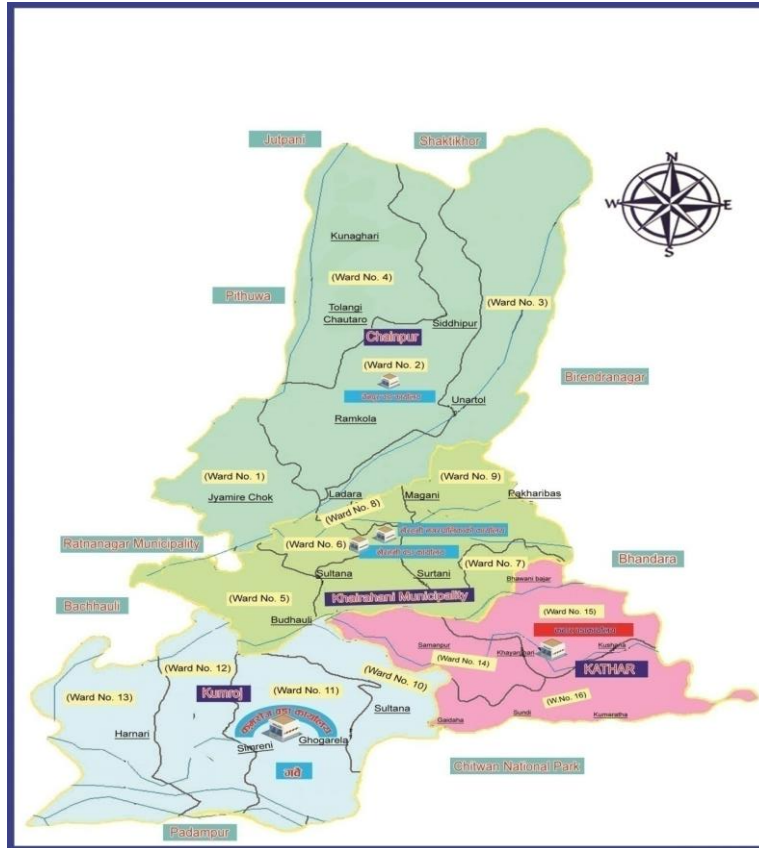 Jutpani
Shaktikhor
N
W
E
S
Kunaghari
(Ward No. 4)
Pithuwa
(Ward No. 3)
Tolangi
Chautaro
Siddhipur
Chainpur
(Ward No. 2)
Birendranagar
Unartol
Ramkola
(Ward No. 1)
(Ward No. 9)
Jyamire Chok
Ladara
Magani
Pakharibas
(Ward No. 8)
Ratnanagar Municipality
(Ward No. 6)
(Ward No. 7)
Bhandara
Sultana
Surtani
Bhawani bajar
(Ward No. 5)
Khairahani Municipality
Bachhauli
(Ward No. 15)
Budhauli
Samanpur
Khayarghari
Kushana
(Ward No. 14)
KATHAR
(Ward No. 12)
(Ward No. 10)
(Ward No. 13)
Kumroj
(Ward No. 11)
(W.No. 16)
Sultana
Gaidaha
Sundi
Kumaratha
Harnari
Simreni
Ghogarela
Chitwan National Park
Padampur